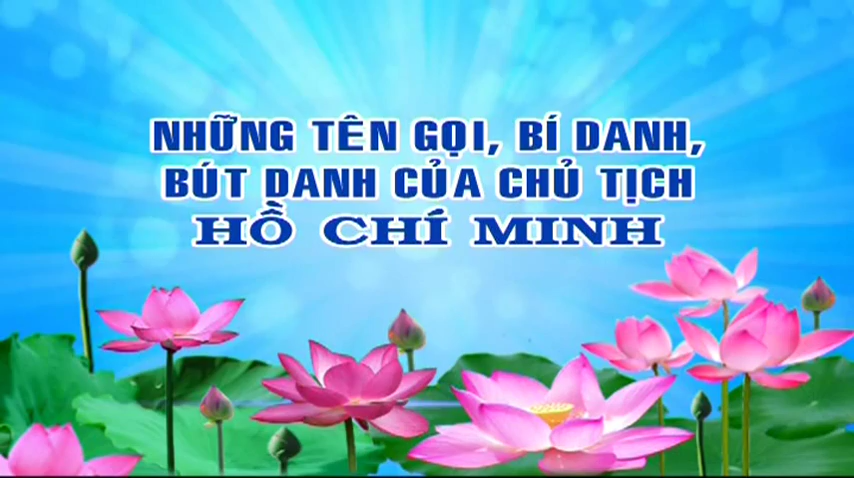 NHỮNG TÊN GỌI, BÍ DANH,
BÚT DANH CỦA CHỦ TỊCH
HỒ CHÍ MINH